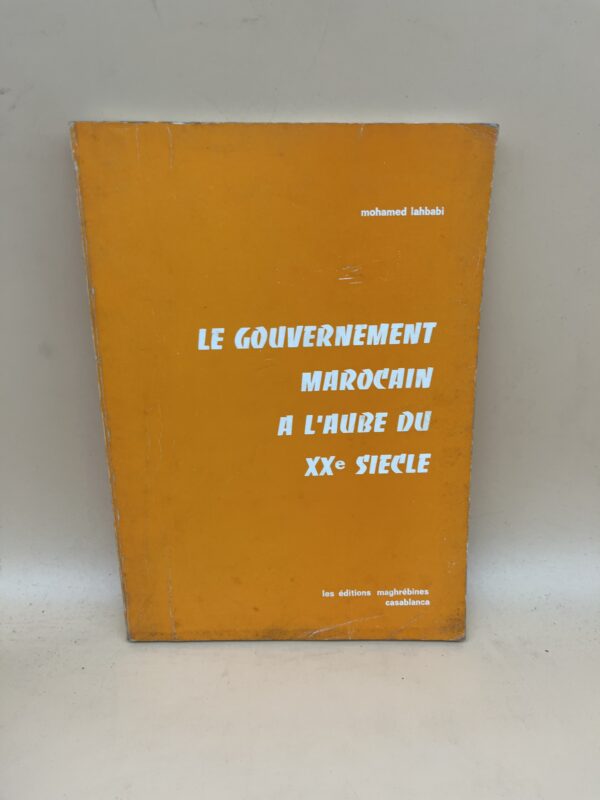 mohamed lahbabi
LE GOUVERNEMENT
MAROCAIN
A L'AUBE DU
XXe SIECLE
les éditions maghrébines
casablanca